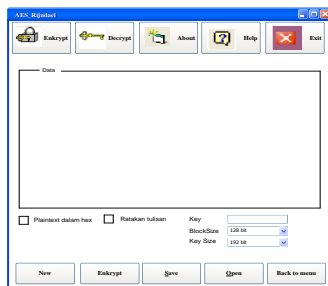 AES_Rijndael
Enkrypt Decrypt About Help Exit
Data
Plaintext dalam hex Ratakan tulisan Key
BlockSize 128 bit
Key Size 192 bit
New Enkrypt Save Open Back to menu